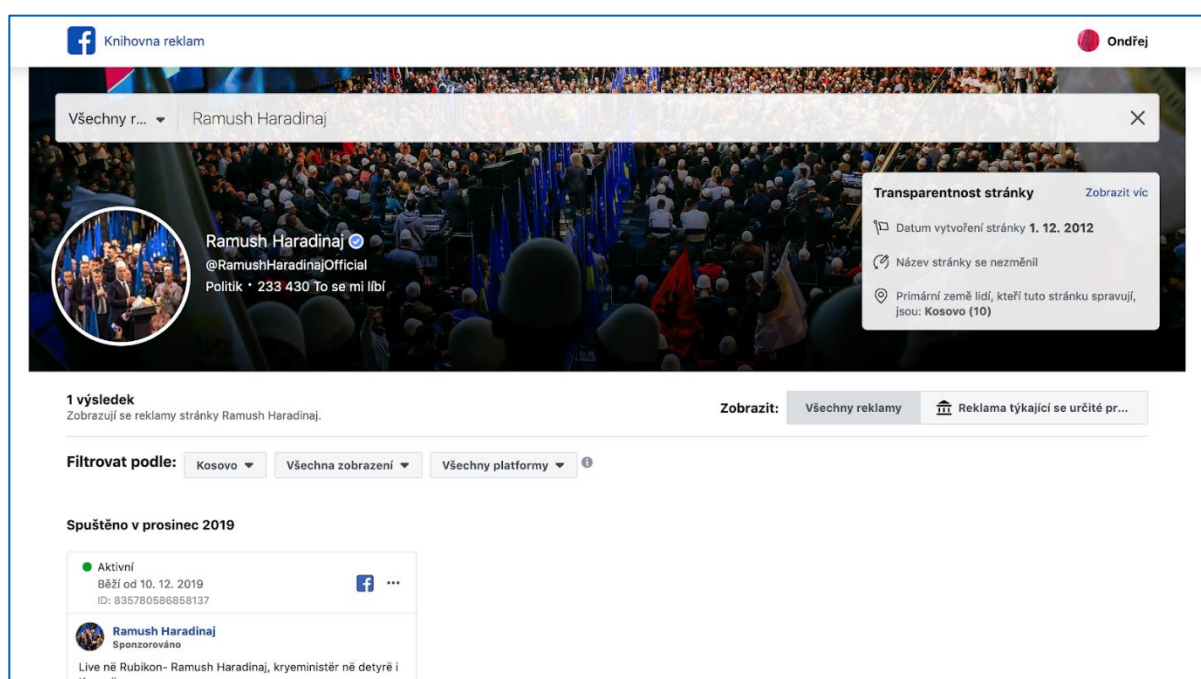 Knihovna reklam
Ondřej
Všechny r...
Ramush Haradinaj
Transparentnost stránky
Zobrazit víc
Datum vytvoření stránky 1. 12. 2012
Název stránky se nezměnil
Primární země lidí, kteří tuto stránku spravují,
jsou: Kosovo (10)
Ramush Haradinaj
@RamushHaradinajOfficial
Politik · 233 430 To se mi líbí
1 výsledek
Zobrazují se reklamy stránky Ramush Haradinaj.
Zobrazit:
Všechny reklamy
Reklama týkající se určité pr...
Filtrovat podle:
Kosovo
Všechna zobrazení
Všechny platformy
Spuštěno v prosinec 2019
Aktivní
Běží od 10. 12. 2019
ID: 835780586858137
Ramush Haradinaj
Sponzorováno
Live në Rubikon- Ramush Haradinaj, kryeministër në detyrë i